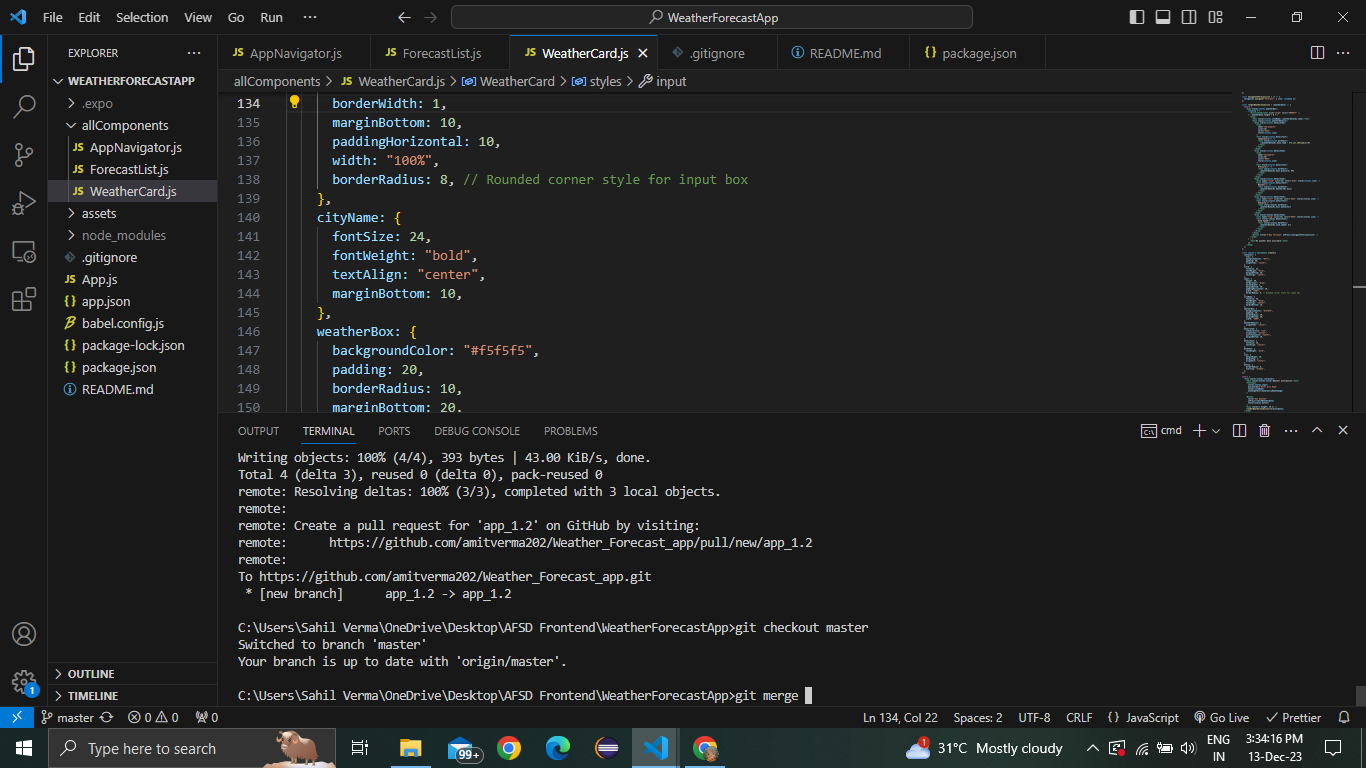 File Edit Selection View Go Run ··· WeatherForecastApp
EXPLORER ···
JS AppNavigator.js JS ForecastList.js JS WeatherCard.js .gitignore README.md {} package.json
WEATHERFORECASTAPP
.expo
allComponents
JS AppNavigator.js
JS ForecastList.js
JS WeatherCard.js
assets
node_modules
.gitignore
JS App.js
{} app.json
babel.config.js
{} package-lock.json
{} package.json
README.md
OUTLINE
TIMELINE
1
allComponents > JS WeatherCard.js > WeatherCard > styles > input
134 borderWidth: 1,
135 marginBottom: 10,
136 paddingHorizontal: 10,
137 width: "100%",
138 borderRadius: 8, // Rounded corner style for input box
139 },
140 cityName: {
141 fontSize: 24,
142 fontWeight: "bold",
143 textAlign: "center",
144 marginBottom: 10,
145 },
146 weatherBox: {
147 backgroundColor: "#f5f5f5",
148 padding: 20,
149 borderRadius: 10,
150 marginBottom: 20,
OUTPUT TERMINAL PORTS DEBUG CONSOLE PROBLEMS cmd
Writing objects: 100% (4/4), 393 bytes | 43.00 KiB/s, done.
Total 4 (delta 3), reused 0 (delta 0), pack-reused 0
remote: Resolving deltas: 100% (3/3), completed with 3 local objects.
remote:
remote: Create a pull request for 'app_1.2' on GitHub by visiting:
remote: https://github.com/amitverma202/Weather_Forecast_app/pull/new/app_1.2
remote:
To https://github.com/amitverma202/Weather_Forecast_app.git
* [new branch] app_1.2 -> app_1.2
C:\Users\Sahil Verma\OneDrive\Desktop\AFSD Frontend\WeatherForecastApp>git checkout master
Switched to branch 'master'
Your branch is up to date with 'origin/master'.
C:\Users\Sahil Verma\OneDrive\Desktop\AFSD Frontend\WeatherForecastApp>git merge
master 0 0 0 Ln 134, Col 22 Spaces: 2 UTF-8 CRLF {} JavaScript Go Live Prettier
Type here to search 99+ 1 31°C Mostly cloudy ENG IN 3:34:16 PM 13-Dec-23